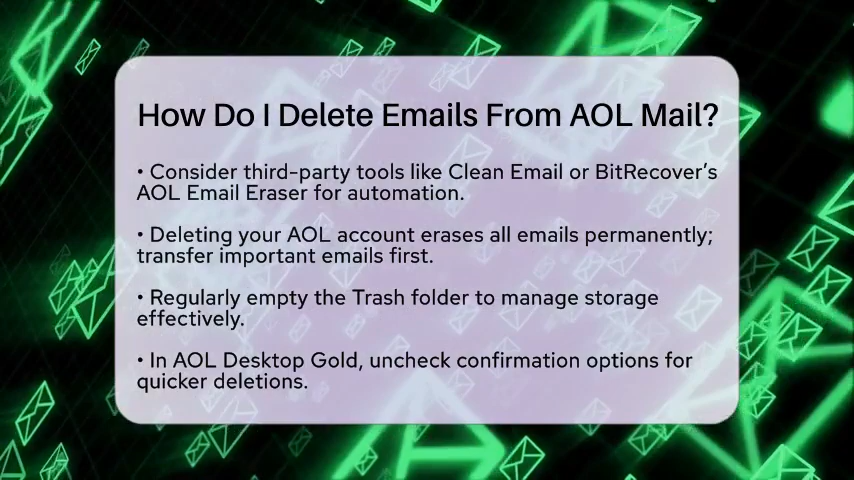 How Do I Delete Emails From AOL Mail?
• Consider third-party tools like Clean Email or BitRecover’s
AOL Email Eraser for automation.
• Deleting your AOL account erases all emails permanently;
transfer important emails first.
• Regularly empty the Trash folder to manage storage
effectively.
• In AOL Desktop Gold, uncheck confirmation options for
quicker deletions.